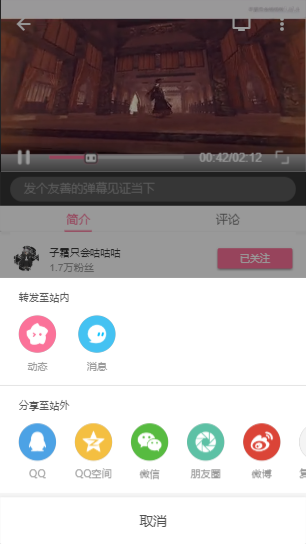 00:42/02:12
发个友善的弹幕见证当下
简介 评论
子霜只会咕咕咕
1.7万粉丝
已关注
转发至站内
动态 消息
分享至站外
QQ QQ空间 微信 朋友圈 微博 复
取消